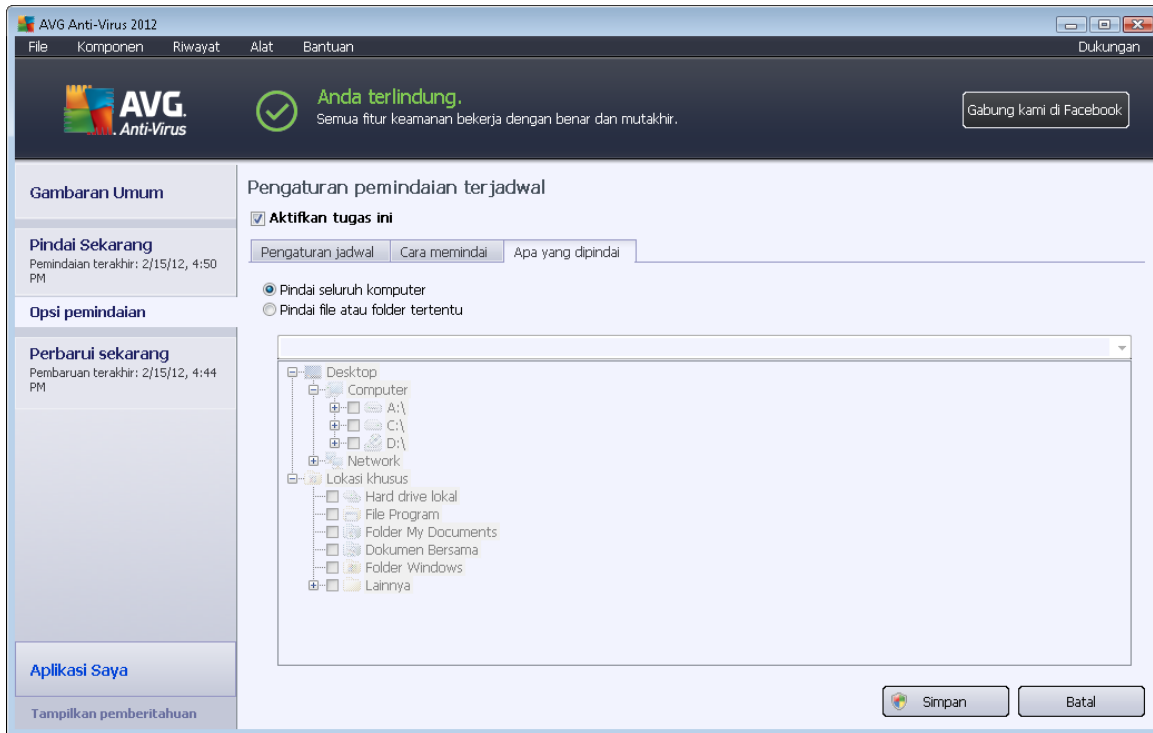 AVG Anti-Virus 2012
File Komponen Riwayat Alat Bantuan Dukungan
AVG.
Anti-Virus
Anda terlindung.
Semua fitur keamanan bekerja dengan benar dan mutakhir.
Gabung kami di Facebook
Gambaran Umum
Pindai Sekarang
Pemindaian terakhir: 2/15/12, 4:50
PM
Opsi pemindaian
Perbarui sekarang
Pembaruan terakhir: 2/15/12, 4:44
PM
Aplikasi Saya
Tampilkan pemberitahuan
Pengaturan pemindaian terjadwal
Aktifkan tugas ini
Pengaturan jadwal Cara memindai Apa yang dipindai
Pindai seluruh komputer
Pindai file atau folder tertentu
Desktop
Computer
A:\
C:\
D:\
Network
Lokasi khusus
Hard drive lokal
File Program
Folder My Documents
Dokumen Bersama
Folder Windows
Lainnya
Simpan Batal